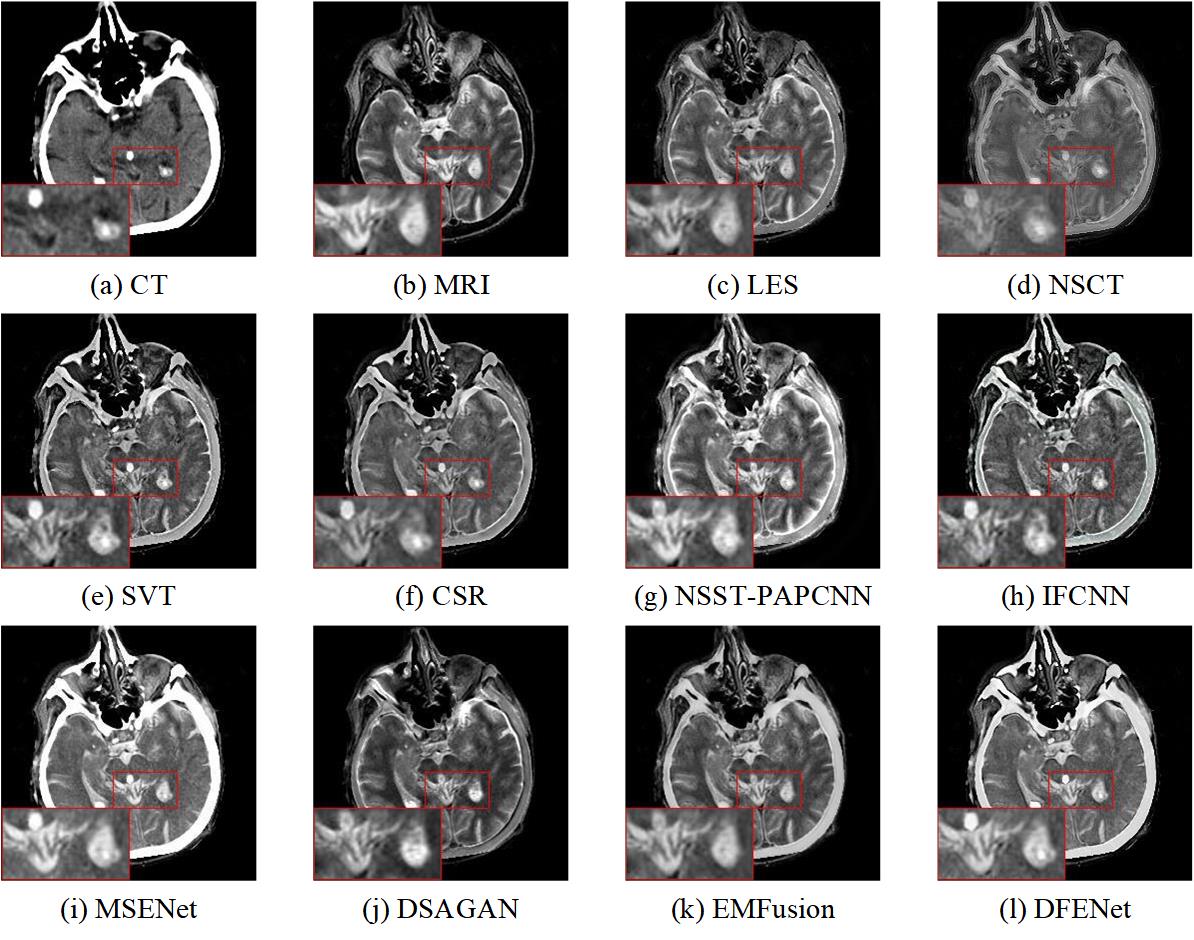 (a) CT
(b) MRI
(c) LES
(d) NSCT
(e) SVT
(f) CSR
(g) NSST-PAPCNN
(h) IFCNN
(i) MSENet
(j) DSAGAN
(k) EMFusion
(l) DFENet